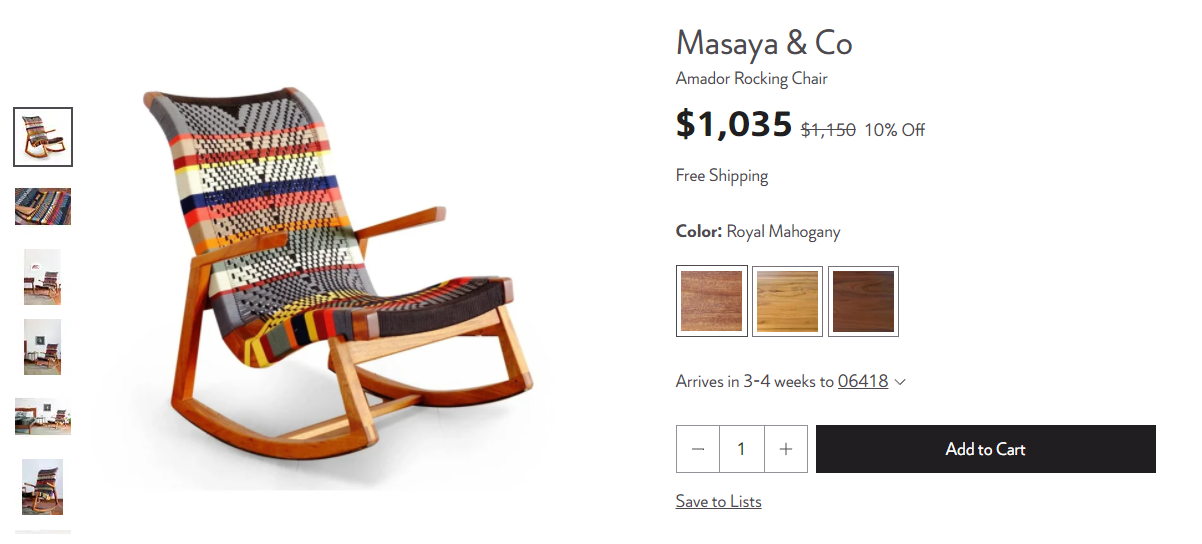 Masaya & Co
Amador Rocking Chair
$1,035 $1,150 10% Off
Free Shipping
Color: Royal Mahogany
Arrives in 3-4 weeks to 06418
− 1 + Add to Cart
Save to Lists